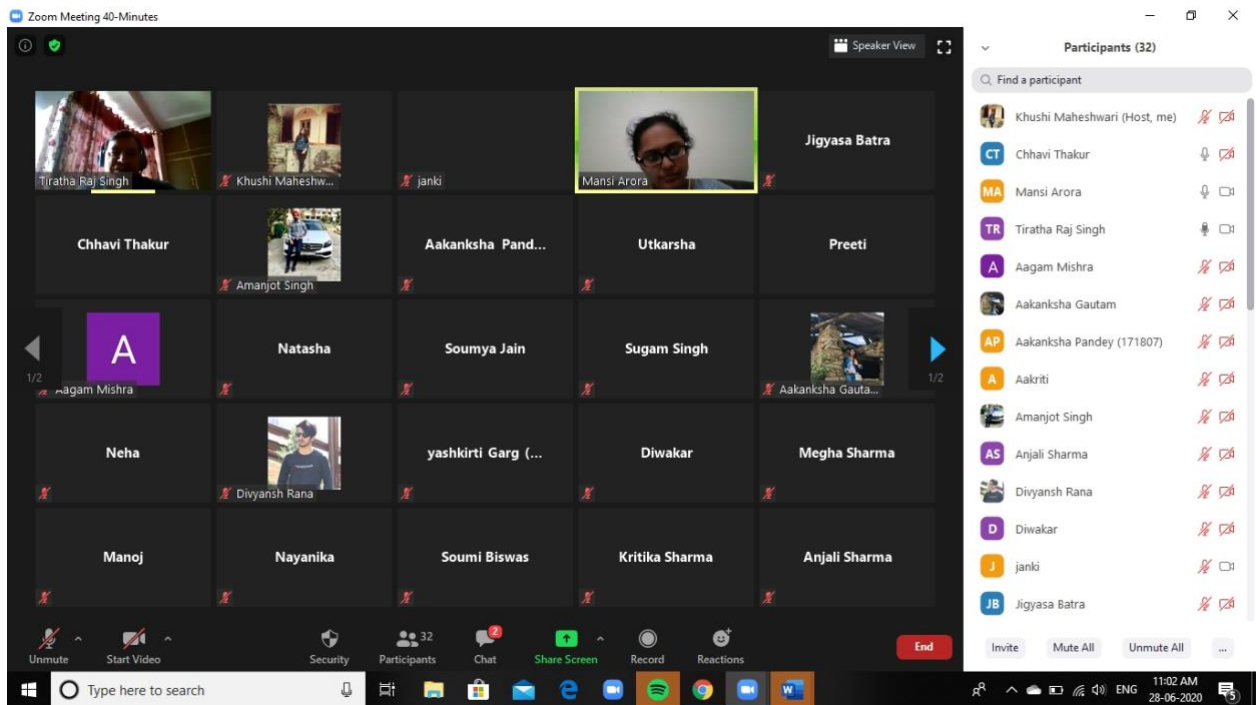 Zoom Meeting 40-Minutes
Speaker View
Tiratha Raj Singh
Khushi Maheshw...
janki
Mansi Arora
Jigyasa Batra
Chhavi Thakur
Amanjot Singh
Aakanksha Pand...
Utkarsha
Preeti
1/2
A
Aagam Mishra
Natasha
Soumya Jain
Sugam Singh
Aakanksha Gauta...
1/2
Neha
Divyansh Rana
yashkirti Garg (...
Diwakar
Megha Sharma
Manoj
Nayanika
Soumi Biswas
Kritika Sharma
Anjali Sharma
Unmute
Start Video
Security
Participants
32
Chat
2
Share Screen
Record
Reactions
End
Participants (32)
Find a participant
Khushi Maheshwari (Host, me)
CT Chhavi Thakur
MA Mansi Arora
TR Tiratha Raj Singh
A Aagam Mishra
Aakanksha Gautam
AP Aakanksha Pandey (171807)
A Aakriti
Amanjot Singh
AS Anjali Sharma
Divyansh Rana
D Diwakar
J janki
JB Jigyasa Batra
Invite
Mute All
Unmute All
...
Type here to search
ENG
11:02 AM
28-06-2020
5